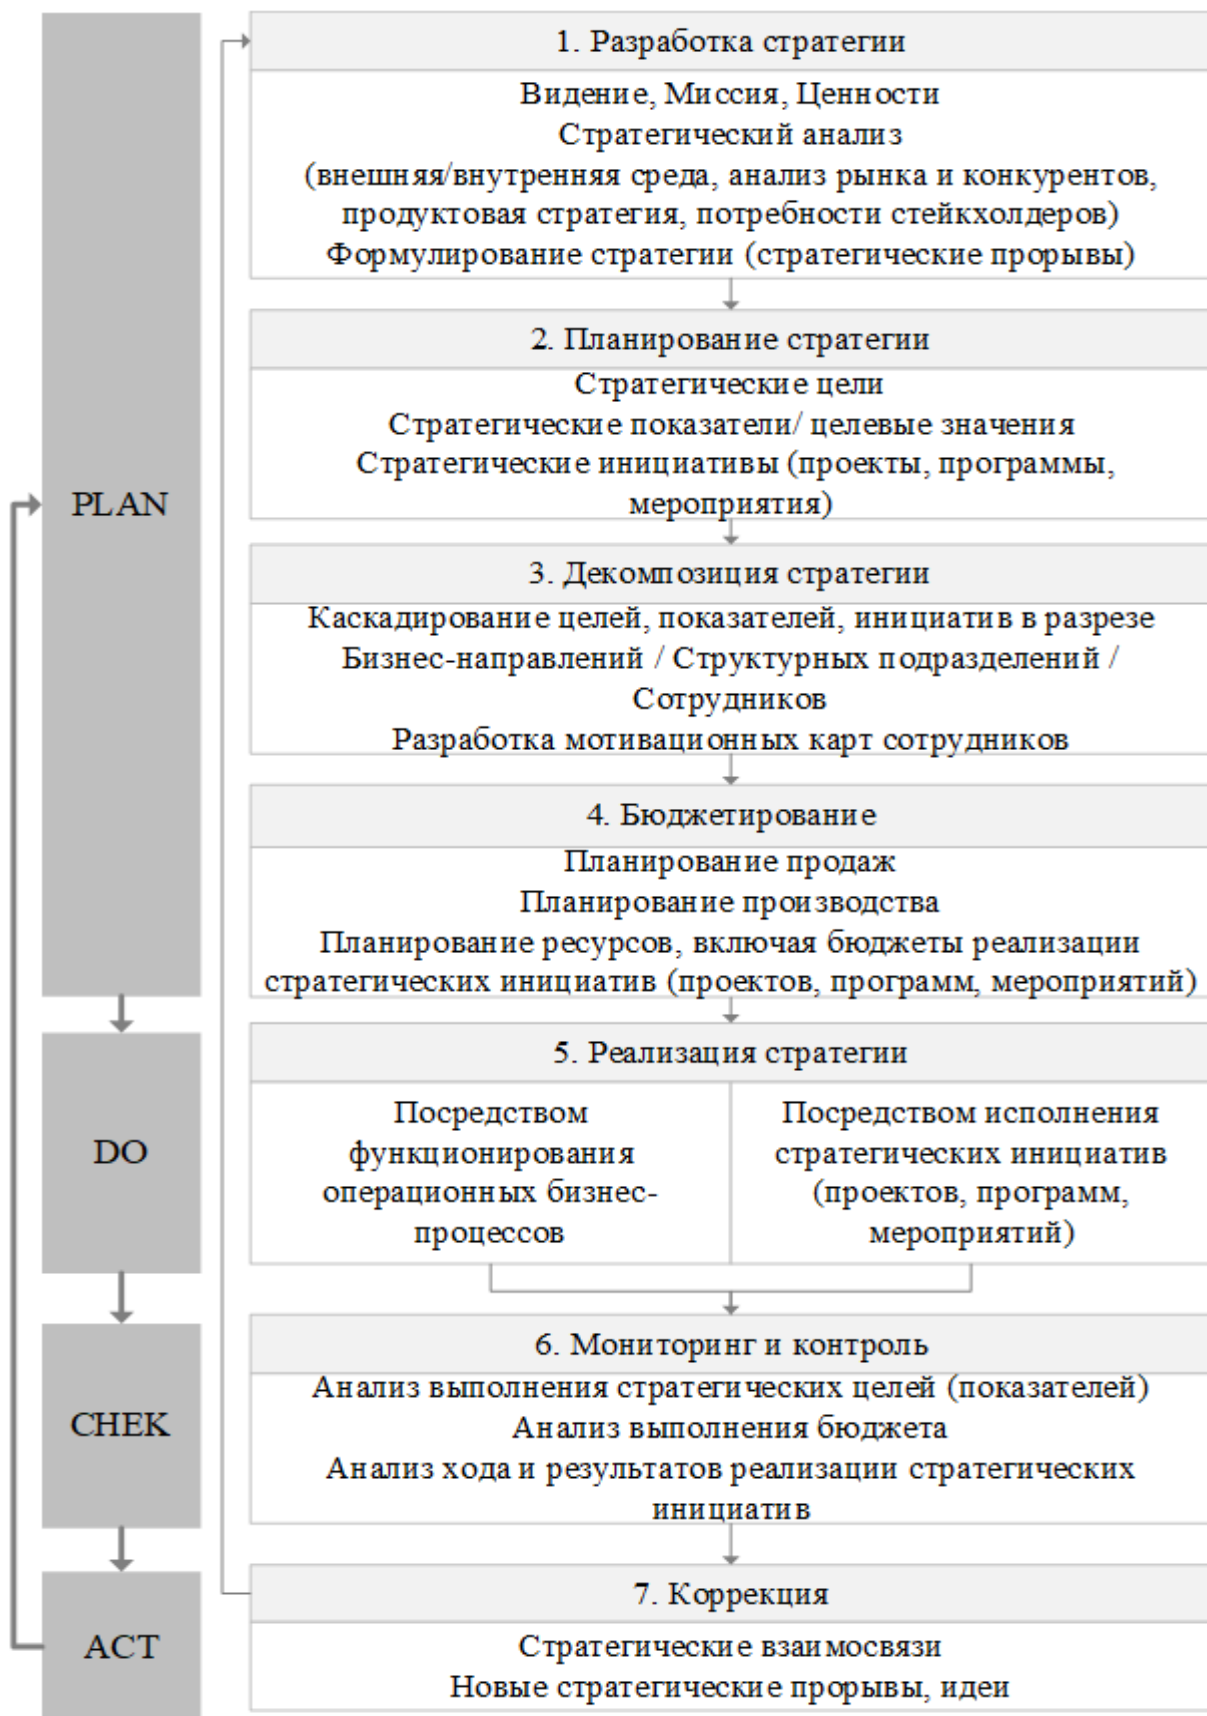 PLAN
1. Разработка стратегии
Видение, Миссия, Ценности
Стратегический анализ
(внешняя/внутренняя среда, анализ рынка и конкурентов,
продуктовая стратегия, потребности стейкхолдеров)
Формулирование стратегии (стратегические прорывы)
2. Планирование стратегии
Стратегические цели
Стратегические показатели/ целевые значения
Стратегические инициативы (проекты, программы,
мероприятия)
3. Декомпозиция стратегии
Каскадирование целей, показателей, инициатив в разрезе
Бизнес-направлений / Структурных подразделений /
Сотрудников
Разработка мотивационных карт сотрудников
4. Бюджетирование
Планирование продаж
Планирование производства
Планирование ресурсов, включая бюджеты реализации
стратегических инициатив (проектов, программ, мероприятий)
DO
5. Реализация стратегии
Посредством
функционирования
операционных бизнес-
процессов
Посредством исполнения
стратегических инициатив
(проектов, программ,
мероприятий)
CHEK
6. Мониторинг и контроль
Анализ выполнения стратегических целей (показателей)
Анализ выполнения бюджета
Анализ хода и результатов реализации стратегических
инициатив
ACT
7. Коррекция
Стратегические взаимосвязи
Новые стратегические прорывы, идеи